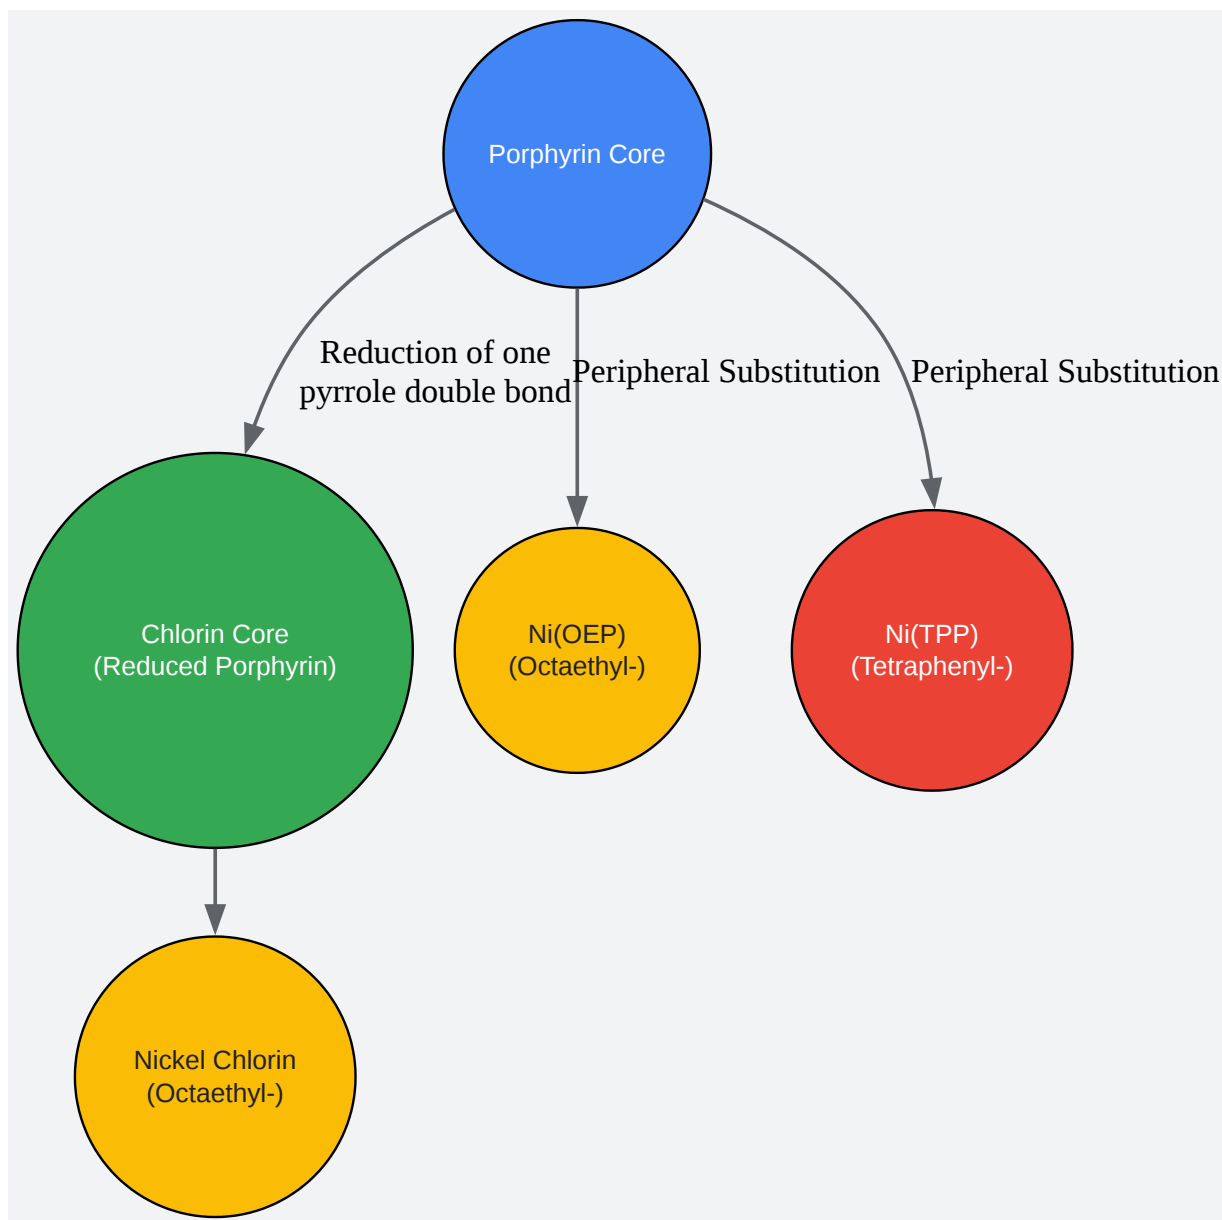 Porphyrin Core
Reduction of one
pyrrole double bond
Peripheral Substitution
Peripheral Substitution
Chlorin Core
(Reduced Porphyrin)
Ni(OEP)
(Octaethyl-)
Ni(TPP)
(Tetraphenyl-)
Nickel Chlorin
(Octaethyl-)